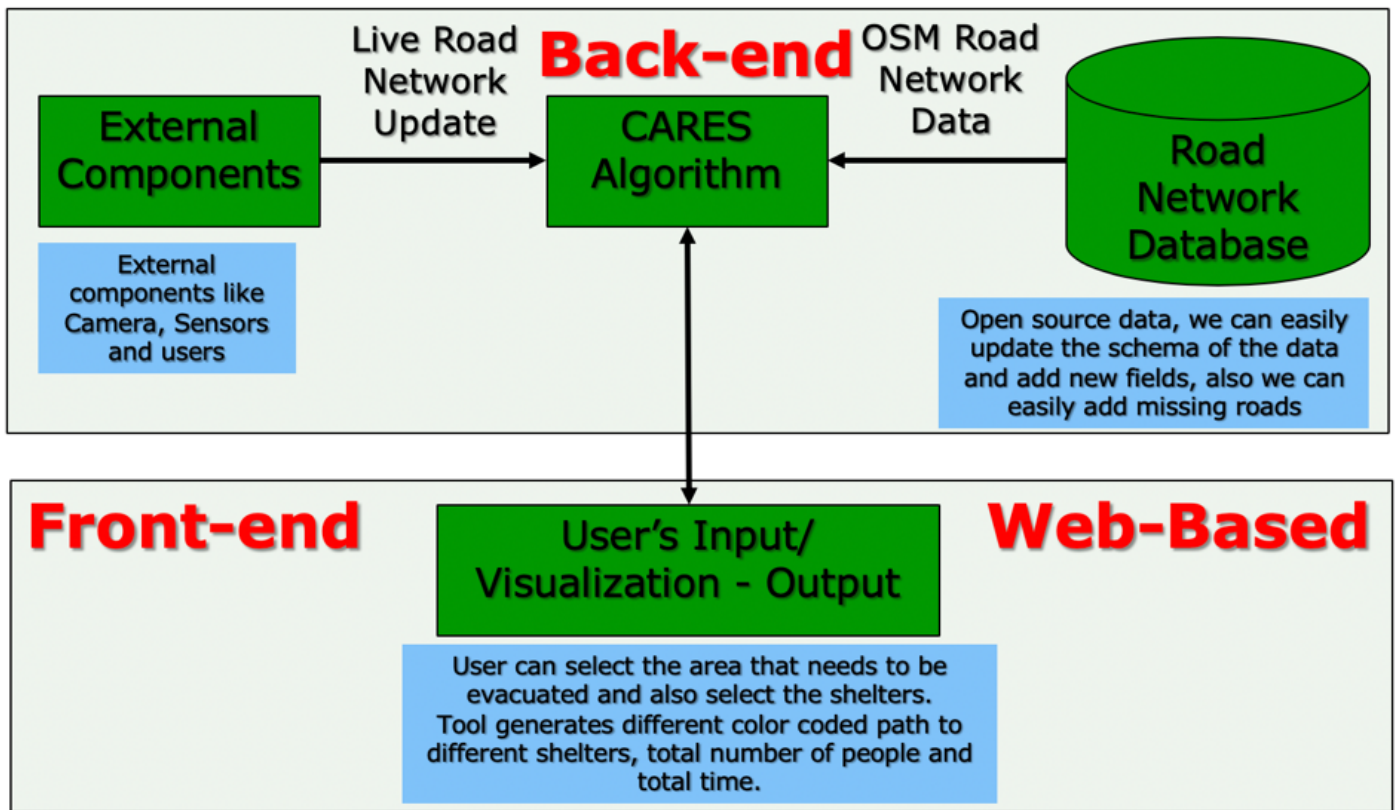 Back-end
Live Road
Network
Update
OSM Road
Network
Data
External
Components
CARES
Algorithm
Road
Network
Database
External
components like
Camera, Sensors
and users
Open source data, we can easily
update the schema of the data
and add new fields, also we can
easily add missing roads
Front-end
Web-Based
User’s Input/
Visualization - Output
User can select the area that needs to be
evacuated and also select the shelters.
Tool generates different color coded path to
different shelters, total number of people and
total time.